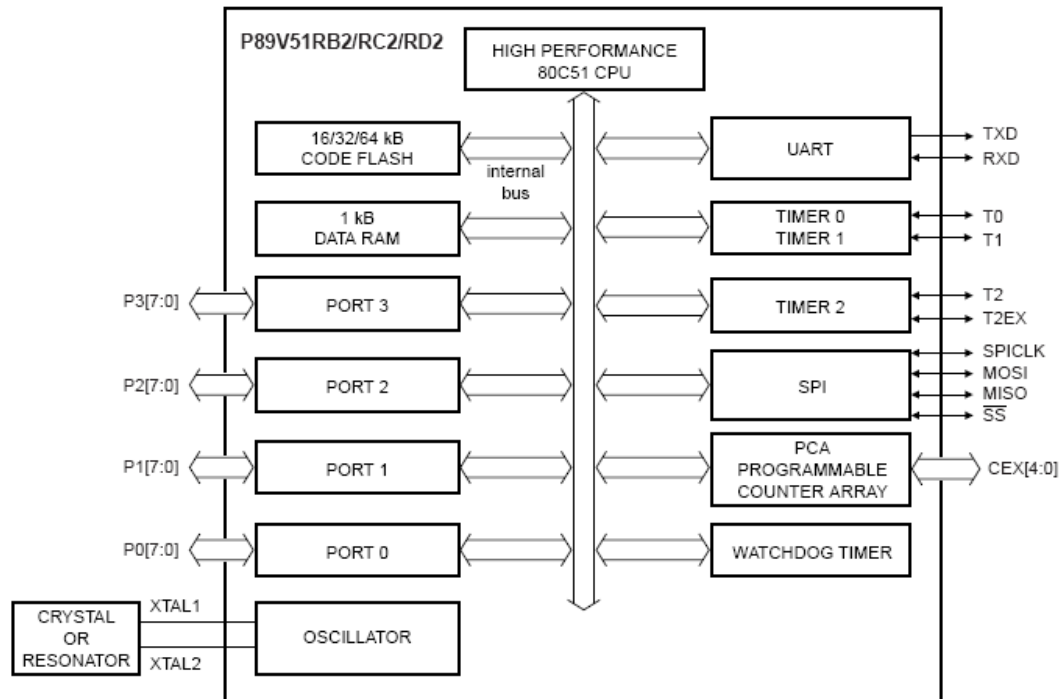 P89V51RB2/RC2/RD2
HIGH PERFORMANCE
80C51 CPU
16/32/64 kB
CODE FLASH
internal
bus
UART
TXD
RXD
1 kB
DATA RAM
TIMER 0
TIMER 1
T0
T1
P3[7:0]
PORT 3
TIMER 2
T2
T2EX
P2[7:0]
PORT 2
SPI
SPICLK
MOSI
MISO
SS
P1[7:0]
PORT 1
PCA
PROGRAMMABLE
COUNTER ARRAY
CEX[4:0]
P0[7:0]
PORT 0
WATCHDOG TIMER
CRYSTAL
OR
RESONATOR
XTAL1
XTAL2
OSCILLATOR